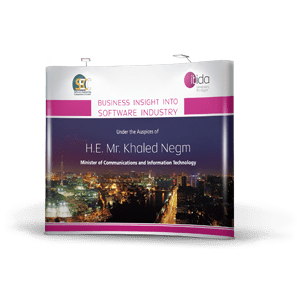 SEC
itida
BUSINESS INSIGHT INTO
SOFTWARE INDUSTRY
Under the Auspices of
H.E. Mr. Khaled Negm
Minister of Communications and Information Technology